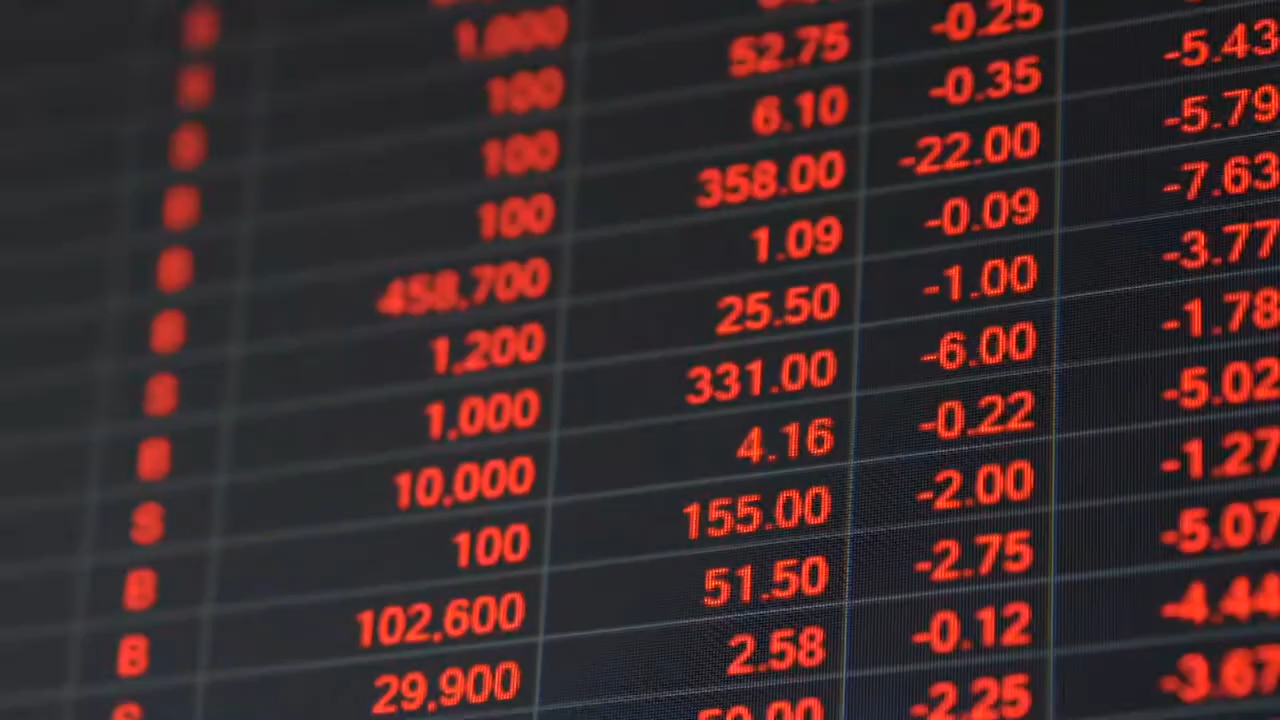 1,000
100 52.75 -0.25
100 6.10 -0.35 -5.43
100 358.00 -22.00 -5.79
458,700 1.09 -0.09 -7.63
1,200 25.50 -1.00 -3.77
1,000 331.00 -6.00 -1.78
S 10,000 4.16 -0.22 -5.02
B 100 155.00 -2.00 -1.27
B 102,600 51.50 -2.75 -5.07
S 29,900 2.58 -0.12 -4.44
-2.25 -3.67